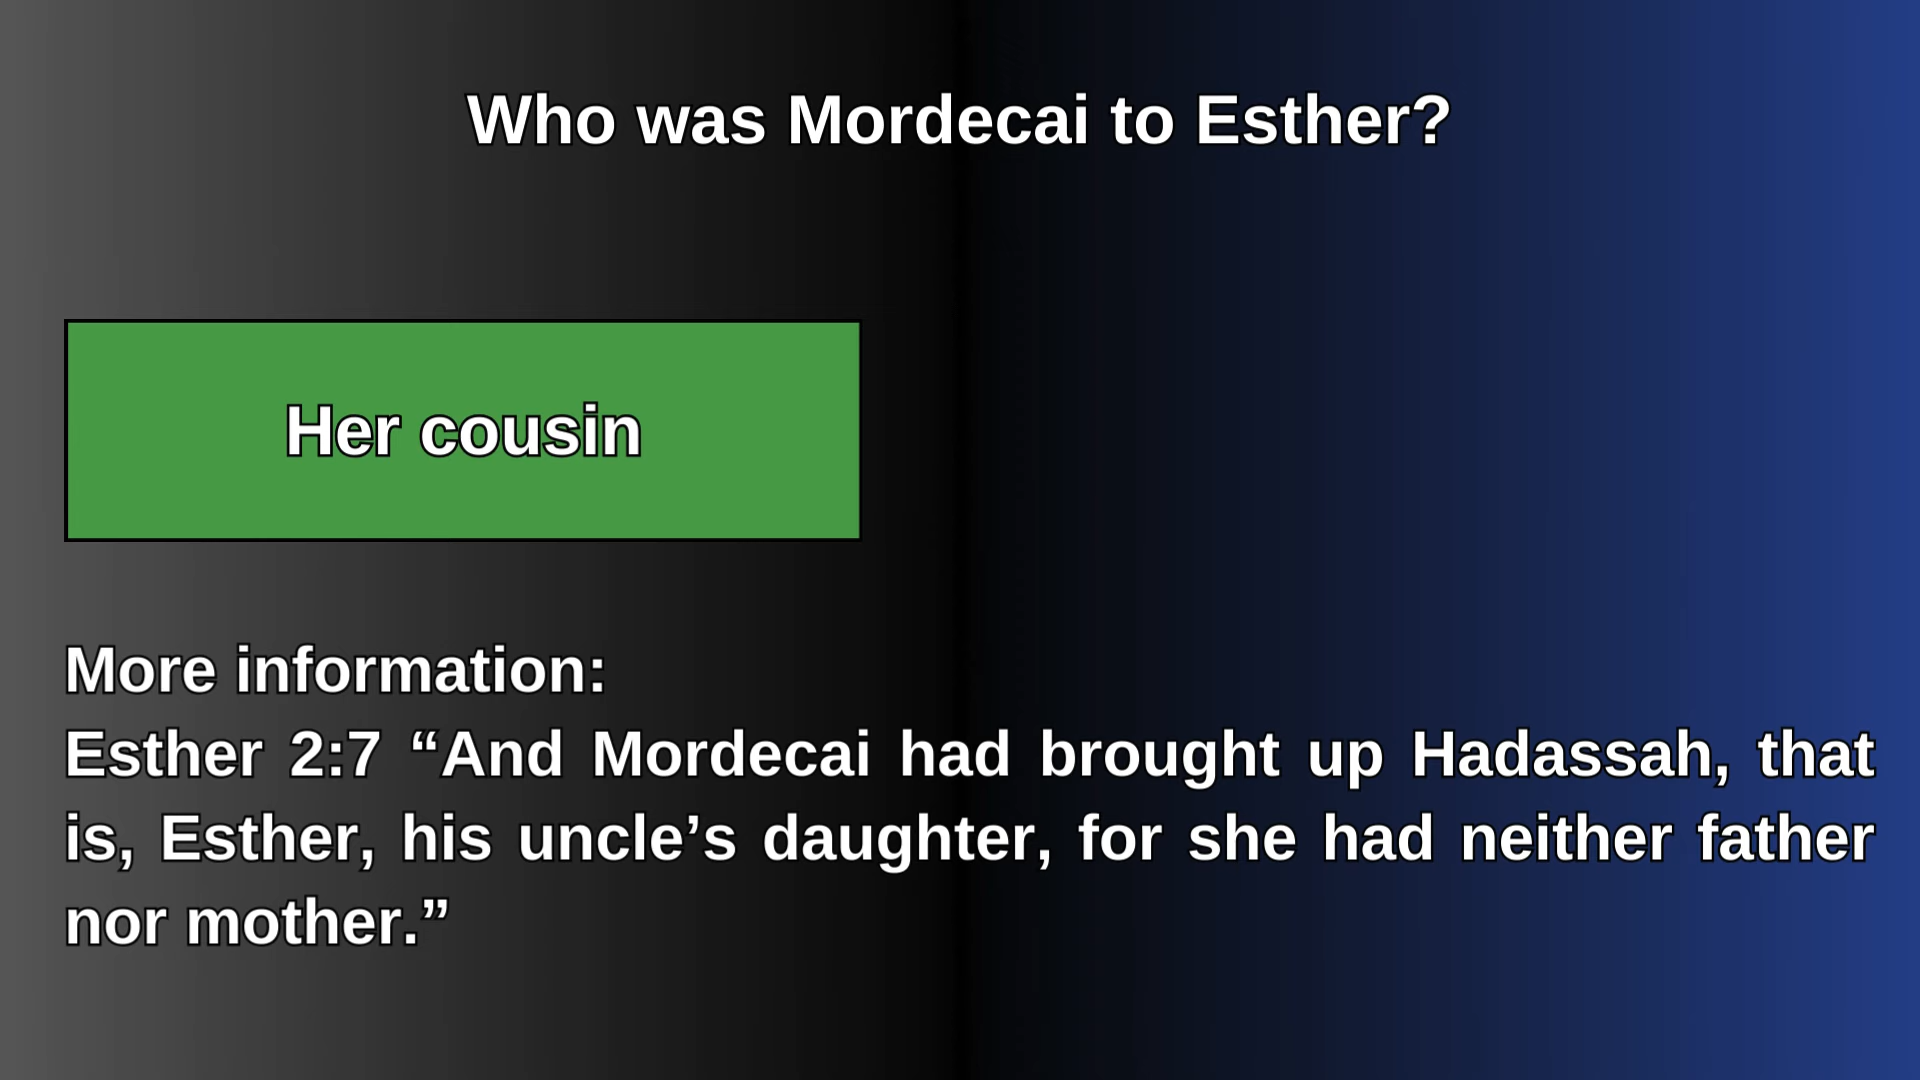 Who was Mordecai to Esther?
Her cousin
More information:
Esther 2:7 “And Mordecai had brought up Hadassah, that
is, Esther, his uncle’s daughter, for she had neither father
nor mother.”